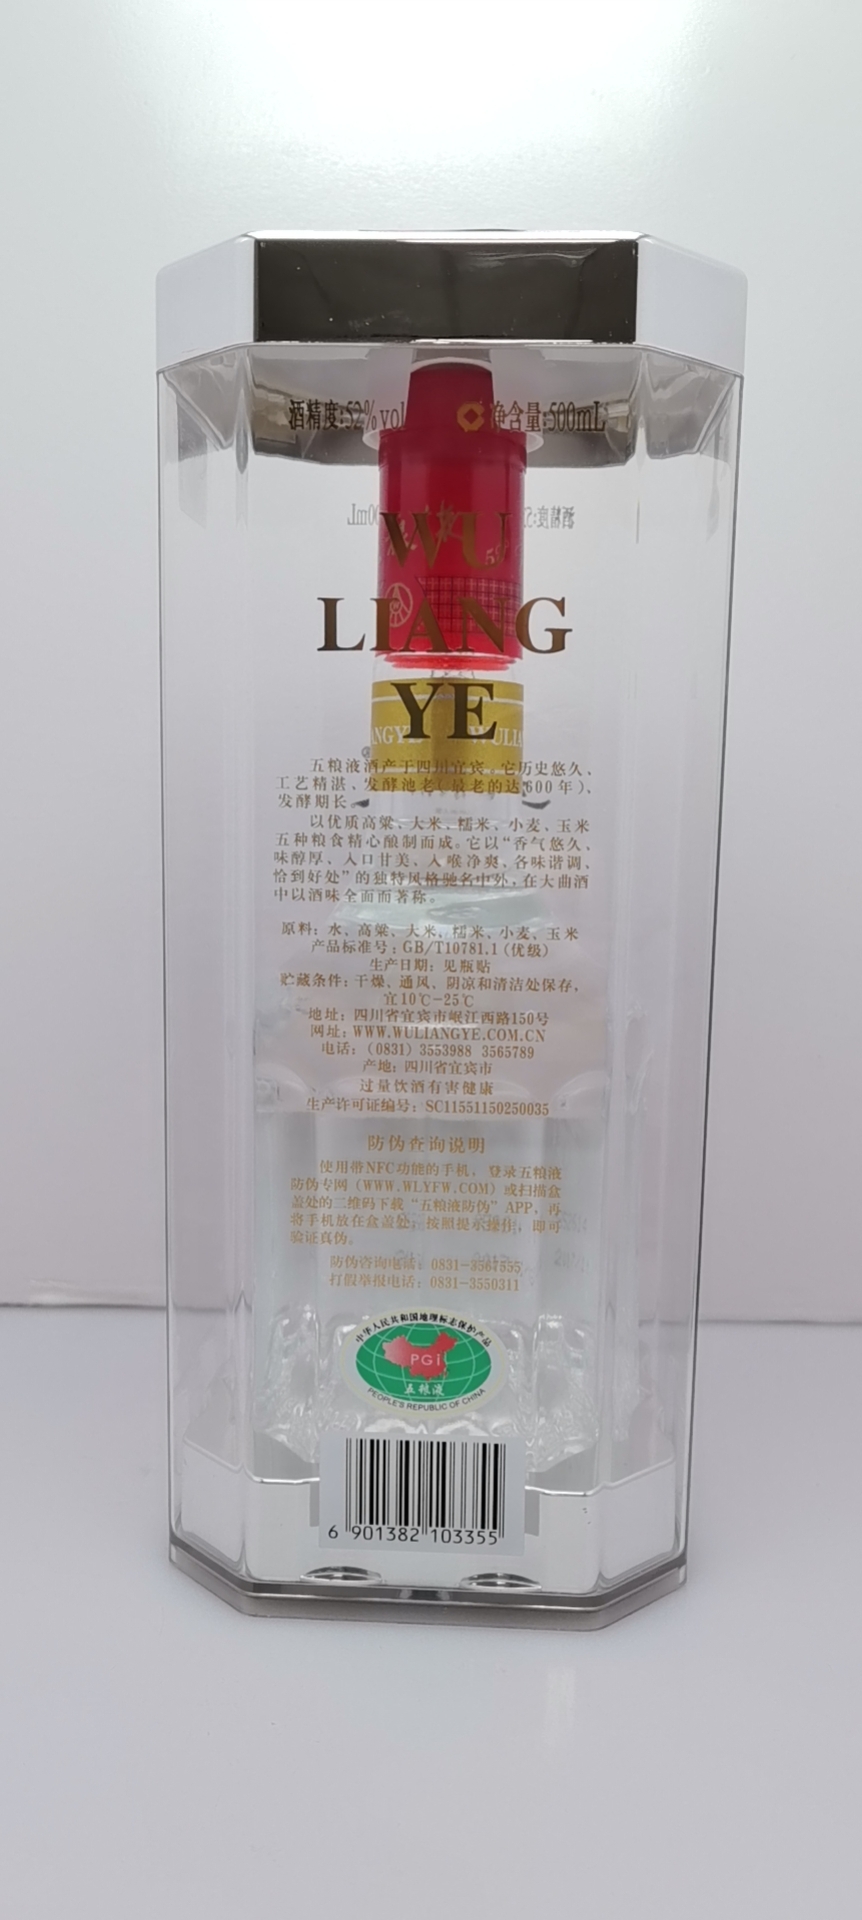 酒精度:52%vol 净含量:500mL
WU
LIANG
YE
五粮液酒产于四川宜宾。它历史悠久、
工艺精湛、发酵池老(最老的达600年)、
发酵期长。
以优质高粱、大米、糯米、小麦、玉米
五种粮食精心酿制而成。它以“香气悠久、
味醇厚、入口甘美、入喉净爽、各味谐调、
恰到好处”的独特风格驰名中外,在大曲酒
中以酒味全面而著称。
原料: 水、高粱、大米、糯米、小麦、玉米
产品标准号: GB/T10781.1(优级)
生产日期: 见瓶贴
贮藏条件: 干燥、通风、阴凉和清洁处保存,
宜10℃-25℃
地址: 四川省宜宾市岷江西路150号
网址: WWW.WULIANGYE.COM.CN
电话: (0831) 3553988 3565789
产地: 四川省宜宾市
过量饮酒有害健康
生产许可证编号: SC11551150250035
防伪查询说明
使用带NFC功能的手机, 登录五粮液
防伪专网 (WWW.WLYFW.COM) 或扫描盒
盖处的二维码下载“五粮液防伪”APP,再
将手机放在盒盖处,按照提示操作,即可
验证真伪。
防伪咨询电话: 0831-3567555
打假举报电话: 0831-3550311
中华人民共和国地理标志保护产品
PGI
五粮液
PEOPLE'S REPUBLIC OF CHINA
6 901382 103355